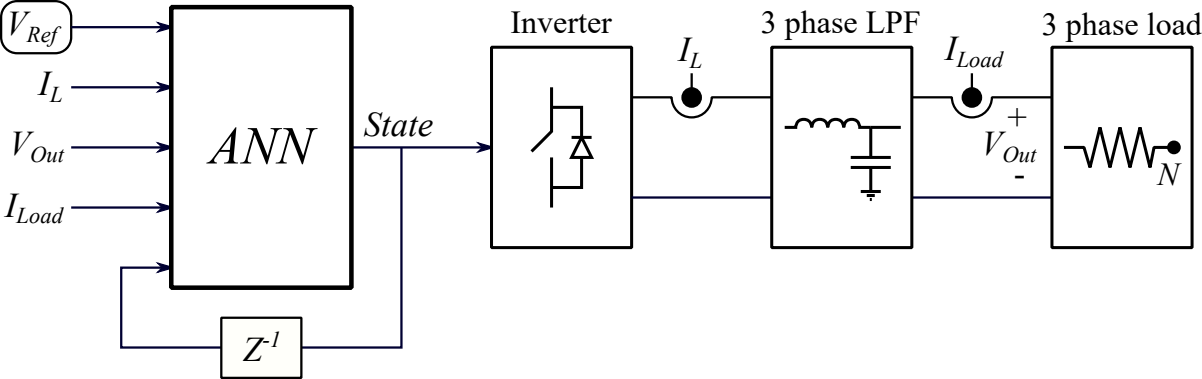 V_Ref
I_L
V_Out
I_Load
ANN
State
Z^-1
Inverter
I_L
3 phase LPF
I_Load
+
V_Out
-
3 phase load
N